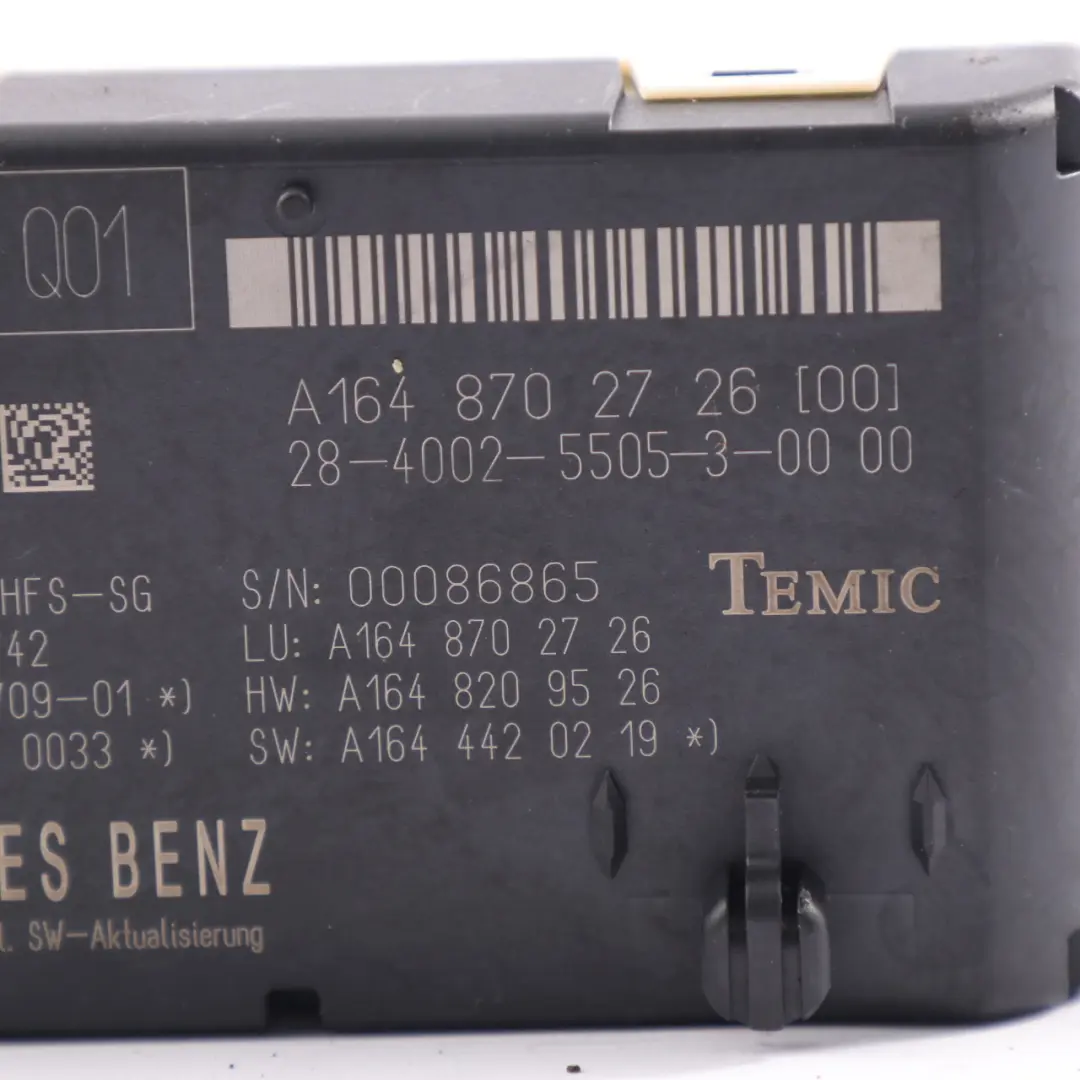 Q01
A164 870 27 26 [00]
28-4002-5505-3-00 00
TEMIC
HFS-SG S/N: 00086865
42 LU: A164 870 27 26
/09-01 *) HW: A164 820 95 26
0033 *) SW: A164 442 02 19 *)
ES BENZ
l. SW-Aktualisierung